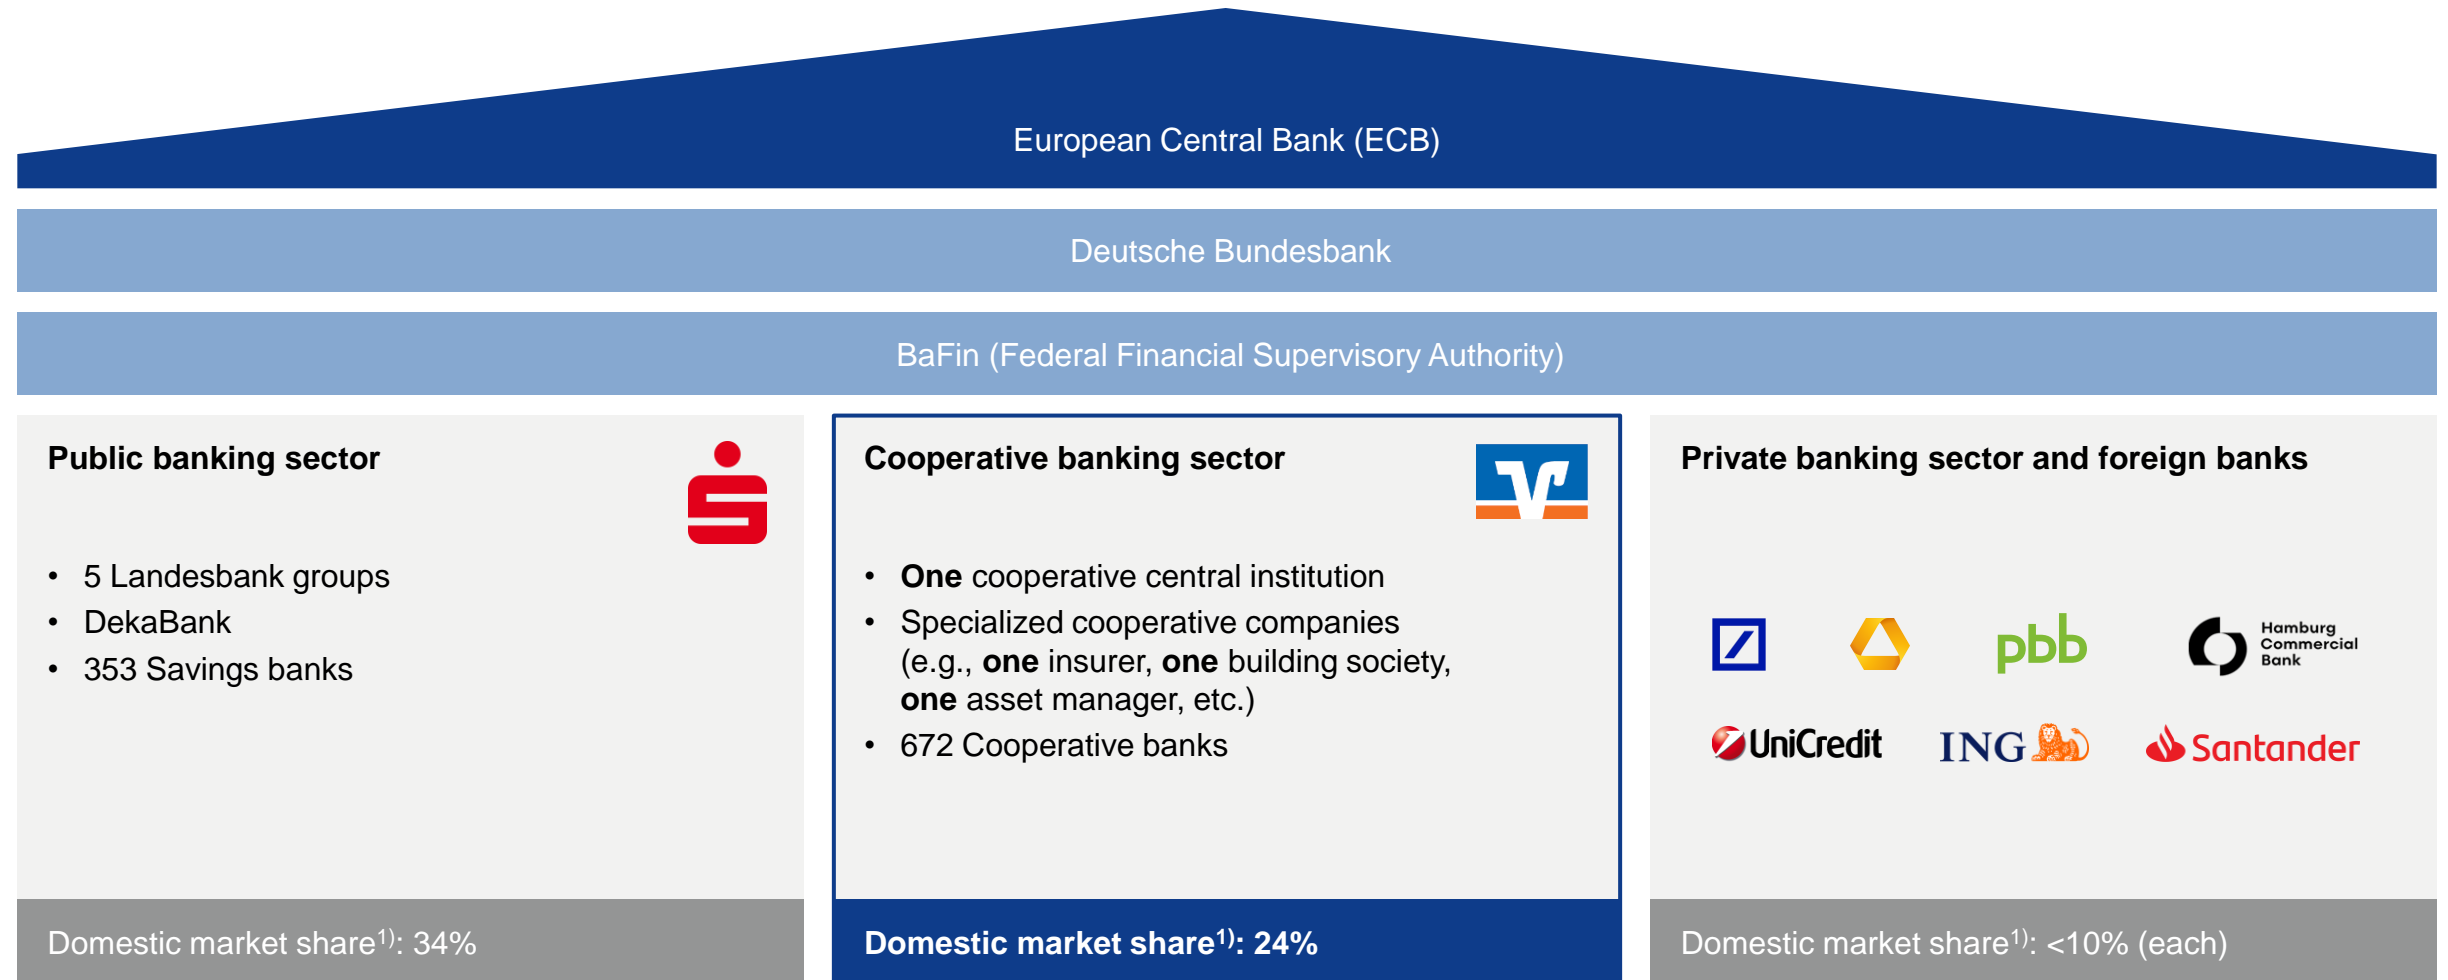 European Central Bank (ECB)
Deutsche Bundesbank
BaFin (Federal Financial Supervisory Authority)
Public banking sector
• 5 Landesbank groups
• DekaBank
• 353 Savings banks
Domestic market share1): 34%
Cooperative banking sector
• One cooperative central institution
• Specialized cooperative companies
(e.g., one insurer, one building society,
one asset manager, etc.)
• 672 Cooperative banks
Domestic market share1): 24%
Private banking sector and foreign banks
pbb
Hamburg
Commercial
Bank
UniCredit
ING
Santander
Domestic market share1): <10% (each)